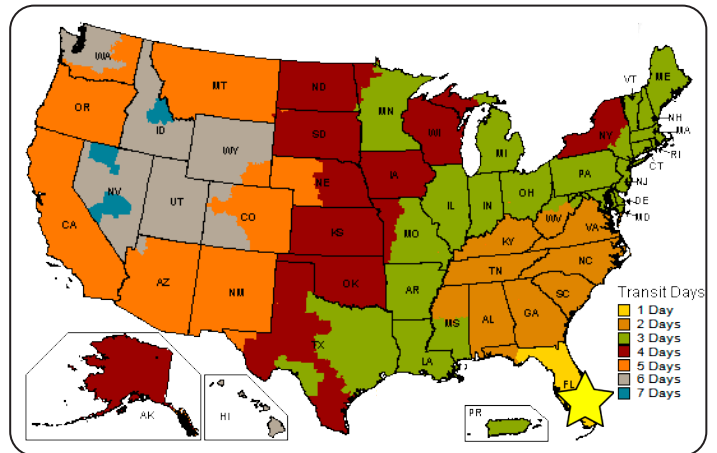 WA
MT
ND
MN
VT
ME
OR
ID
SD
WI
NY
NH
MA
RI
CT
WY
MI
NV
UT
CO
NE
IA
IL
IN
OH
PA
NJ
DE
MD
CA
KS
MO
KY
WV
VA
AZ
NM
OK
AR
TN
NC
SC
TX
LA
MS
AL
GA
FL
AK
HI
PR
Transit Days
1 Day
2 Days
3 Days
4 Days
5 Days
6 Days
7 Days